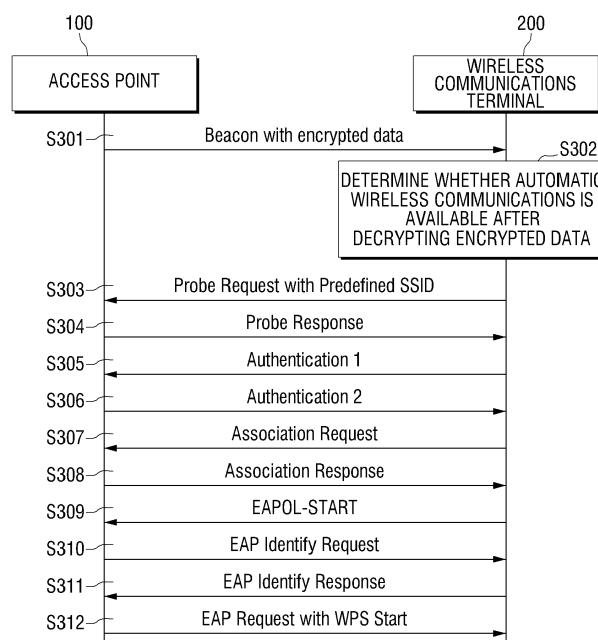 100
200
ACCESS POINT
WIRELESS
COMMUNICATIONS
TERMINAL
S301
Beacon with encrypted data
S302
DETERMINE WHETHER AUTOMATIC
WIRELESS COMMUNICATIONS IS
AVAILABLE AFTER
DECRYPTING ENCRYPTED DATA
S303
Probe Request with Predefined SSID
S304
Probe Response
S305
Authentication 1
S306
Authentication 2
S307
Association Request
S308
Association Response
S309
EAPOL-START
S310
EAP Identify Request
S311
EAP Identify Response
S312
EAP Request with WPS Start